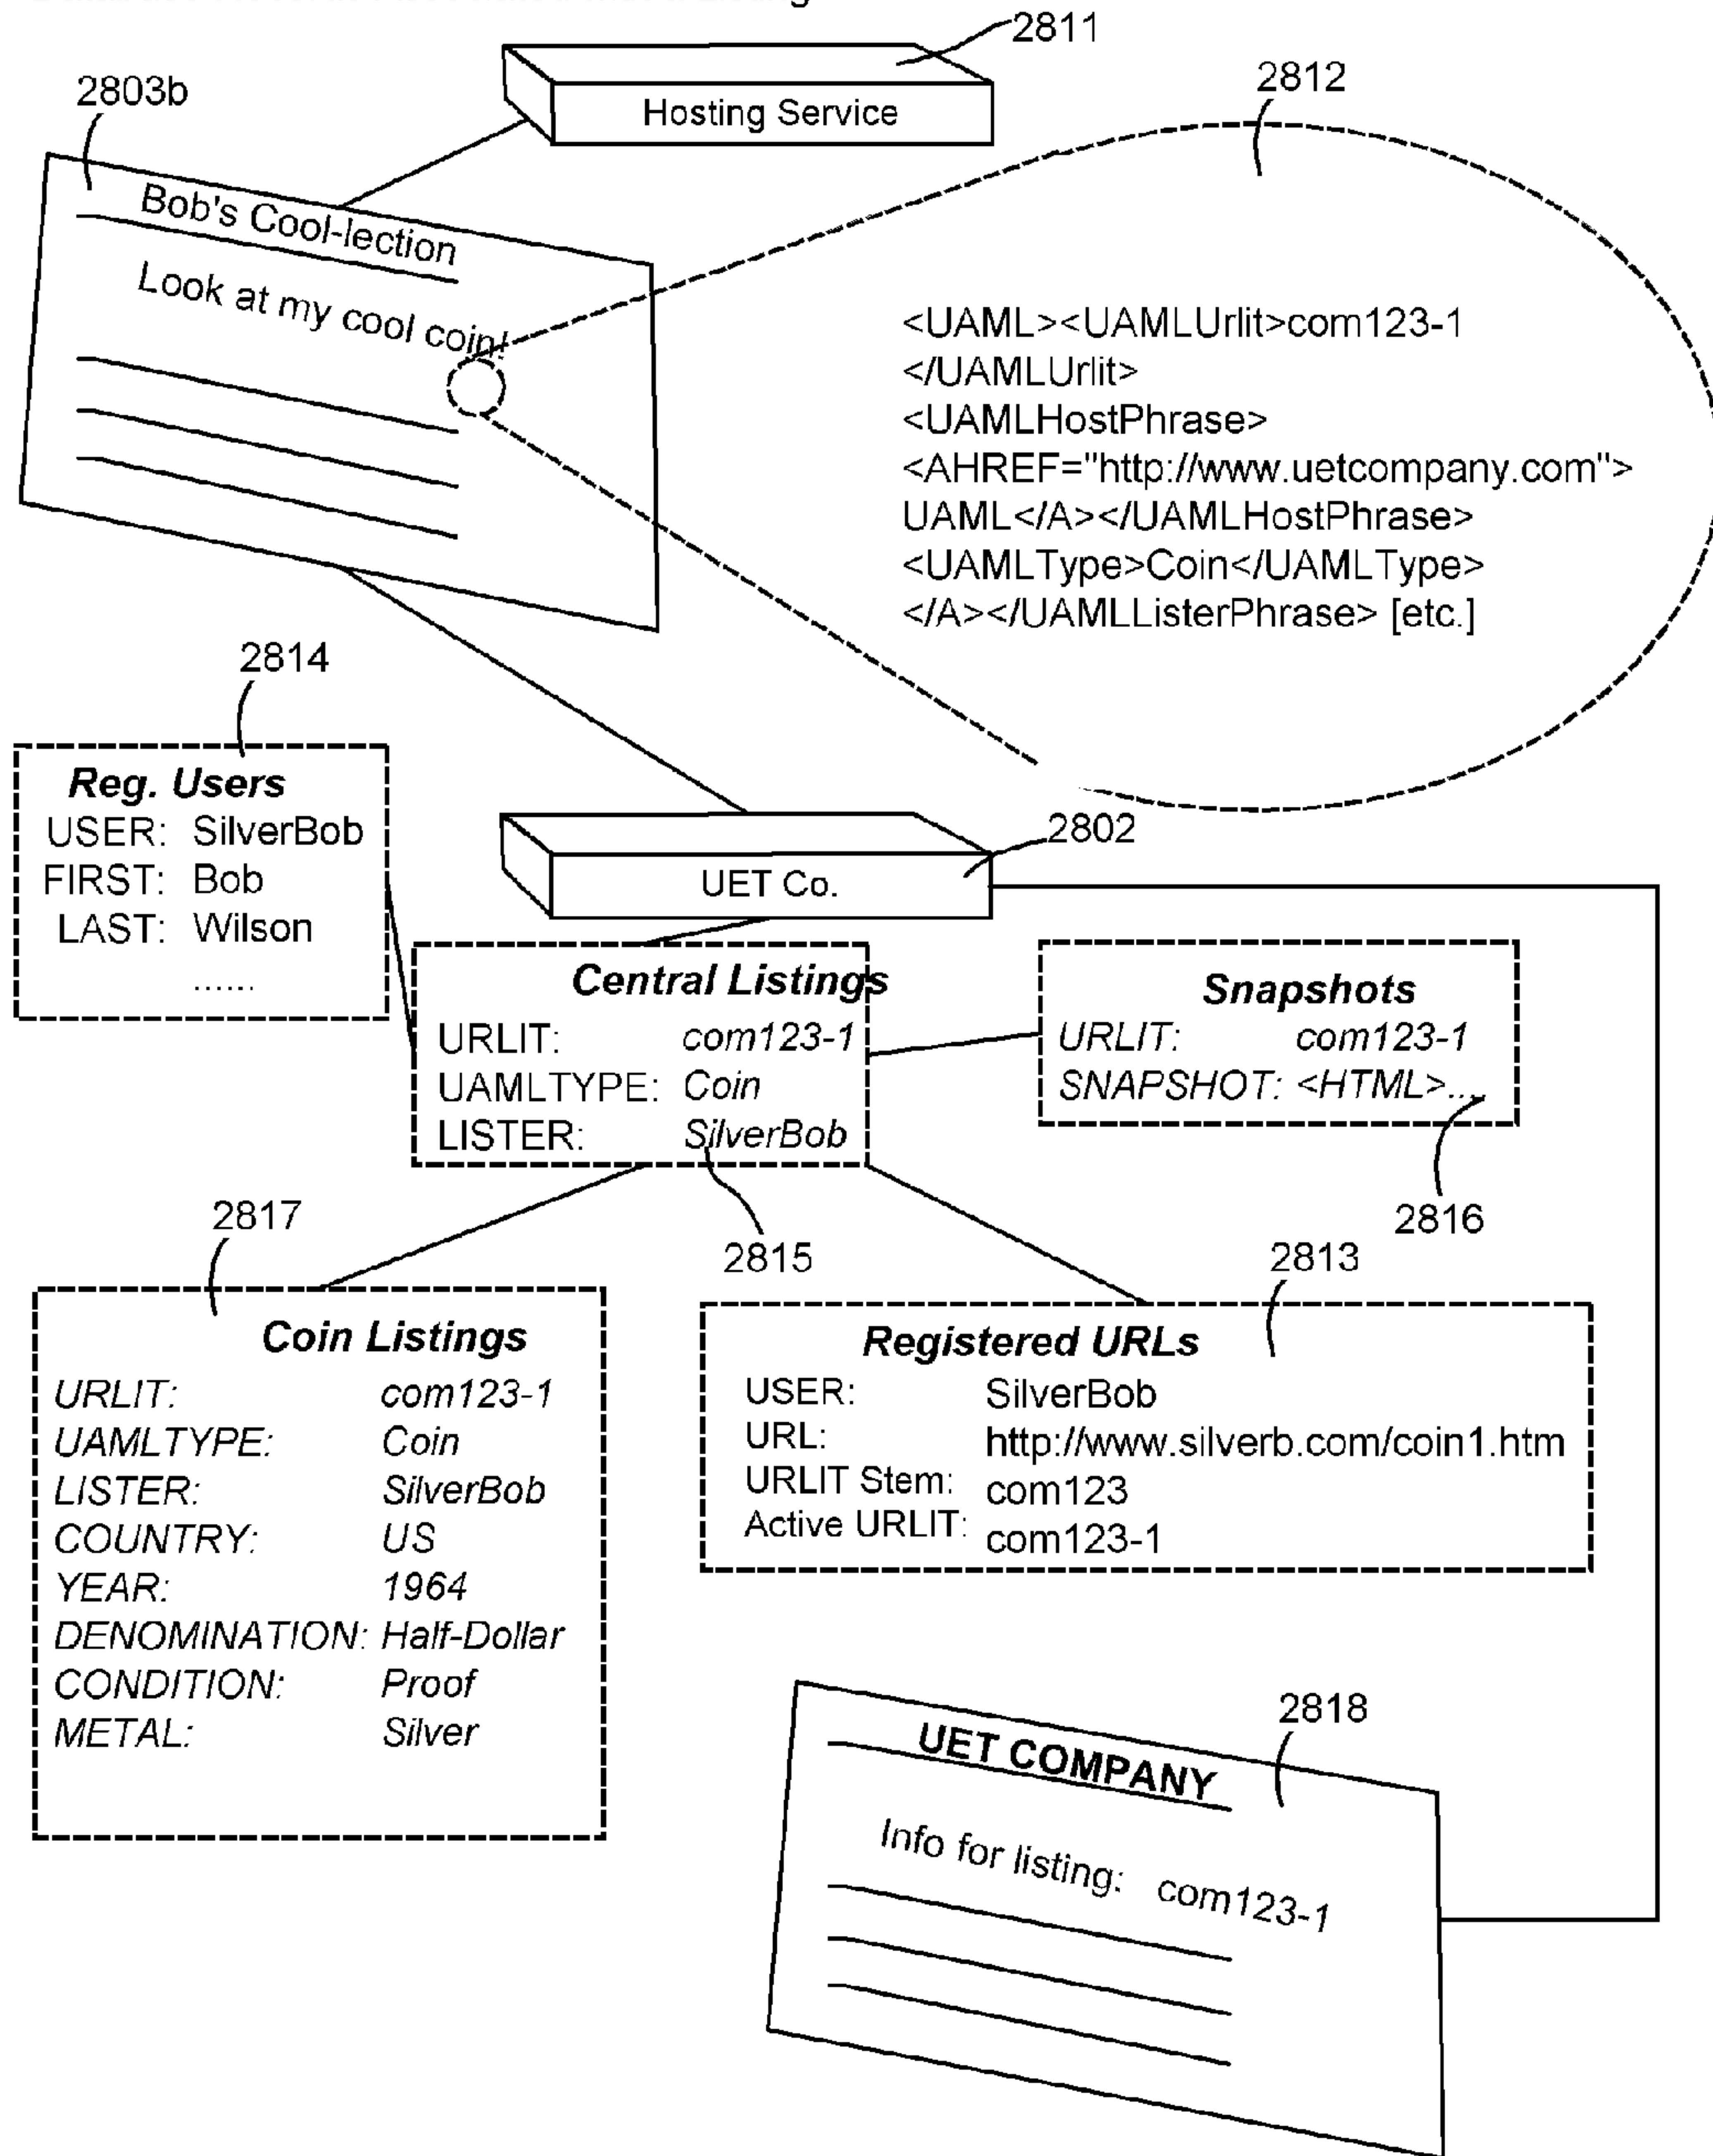 2811
Hosting Service
2803b
2812
Bob's Cool-lection
Look at my cool coin!
<UAML><UAMLUrlit>com123-1
</UAMLUrlit>
<UAMLHostPhrase>
<AHREF="http://www.uetcompany.com">
UAML</A></UAMLHostPhrase>
<UAMLType>Coin</UAMLType>
</A></UAMLListerPhrase> [etc.]
2814
Reg. Users
USER: SilverBob
FIRST: Bob
LAST: Wilson
......
2802
UET Co.
Central Listings
URLIT: com123-1
UAMLTYPE: Coin
LISTER: SilverBob
2815
Snapshots
URLIT: com123-1
SNAPSHOT: <HTML>....
2816
2817
Coin Listings
URLIT: com123-1
UAMLTYPE: Coin
LISTER: SilverBob
COUNTRY: US
YEAR: 1964
DENOMINATION: Half-Dollar
CONDITION: Proof
METAL: Silver
2813
Registered URLs
USER: SilverBob
URL: http://www.silverb.com/coin1.htm
URLIT Stem: com123
Active URLIT: com123-1
2818
UET COMPANY
Info for listing: com123-1